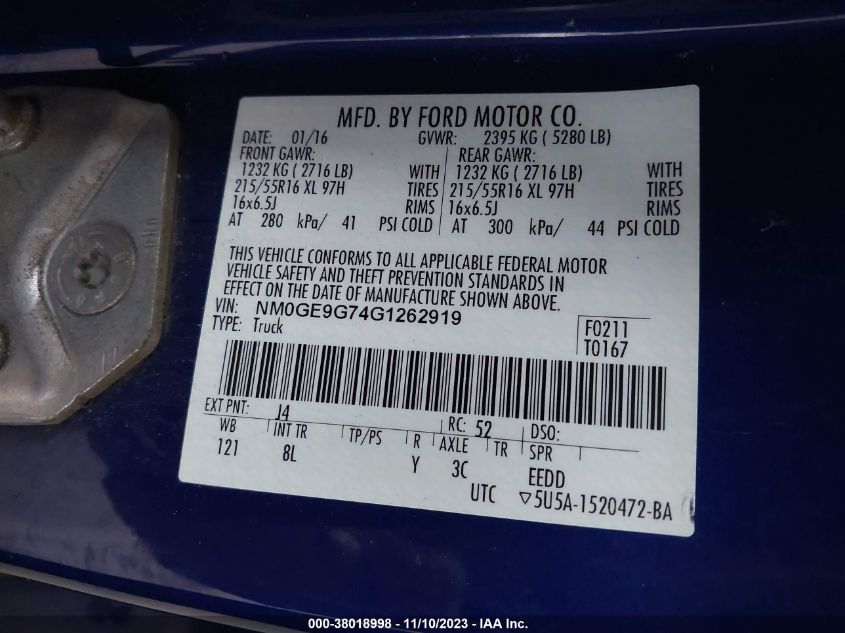 MFD. BY FORD MOTOR CO.
DATE: 01/16 GVWR: 2395 KG ( 5280 LB)
FRONT GAWR: REAR GAWR:
1232 KG ( 2716 LB) WITH 1232 KG ( 2716 LB) WITH
215/55R16 XL 97H TIRES 215/55R16 XL 97H TIRES
16x6.5J RIMS 16x6.5J RIMS
AT 280 kPa/ 41 PSI COLD AT 300 kPa/ 44 PSI COLD
THIS VEHICLE CONFORMS TO ALL APPLICABLE FEDERAL MOTOR
VEHICLE SAFETY AND THEFT PREVENTION STANDARDS IN
EFFECT ON THE DATE OF MANUFACTURE SHOWN ABOVE.
VIN: NM0GE9G74G1262919
TYPE: Truck
F0211
T0167
EXT PNT: J4 RC: 52 DSO:
WB INT TR TP/PS R AXLE TR SPR
121 8L Y 3C EEDD
UTC ▽5U5A-1520472-BA
000-38018998 - 11/10/2023 - IAA Inc.